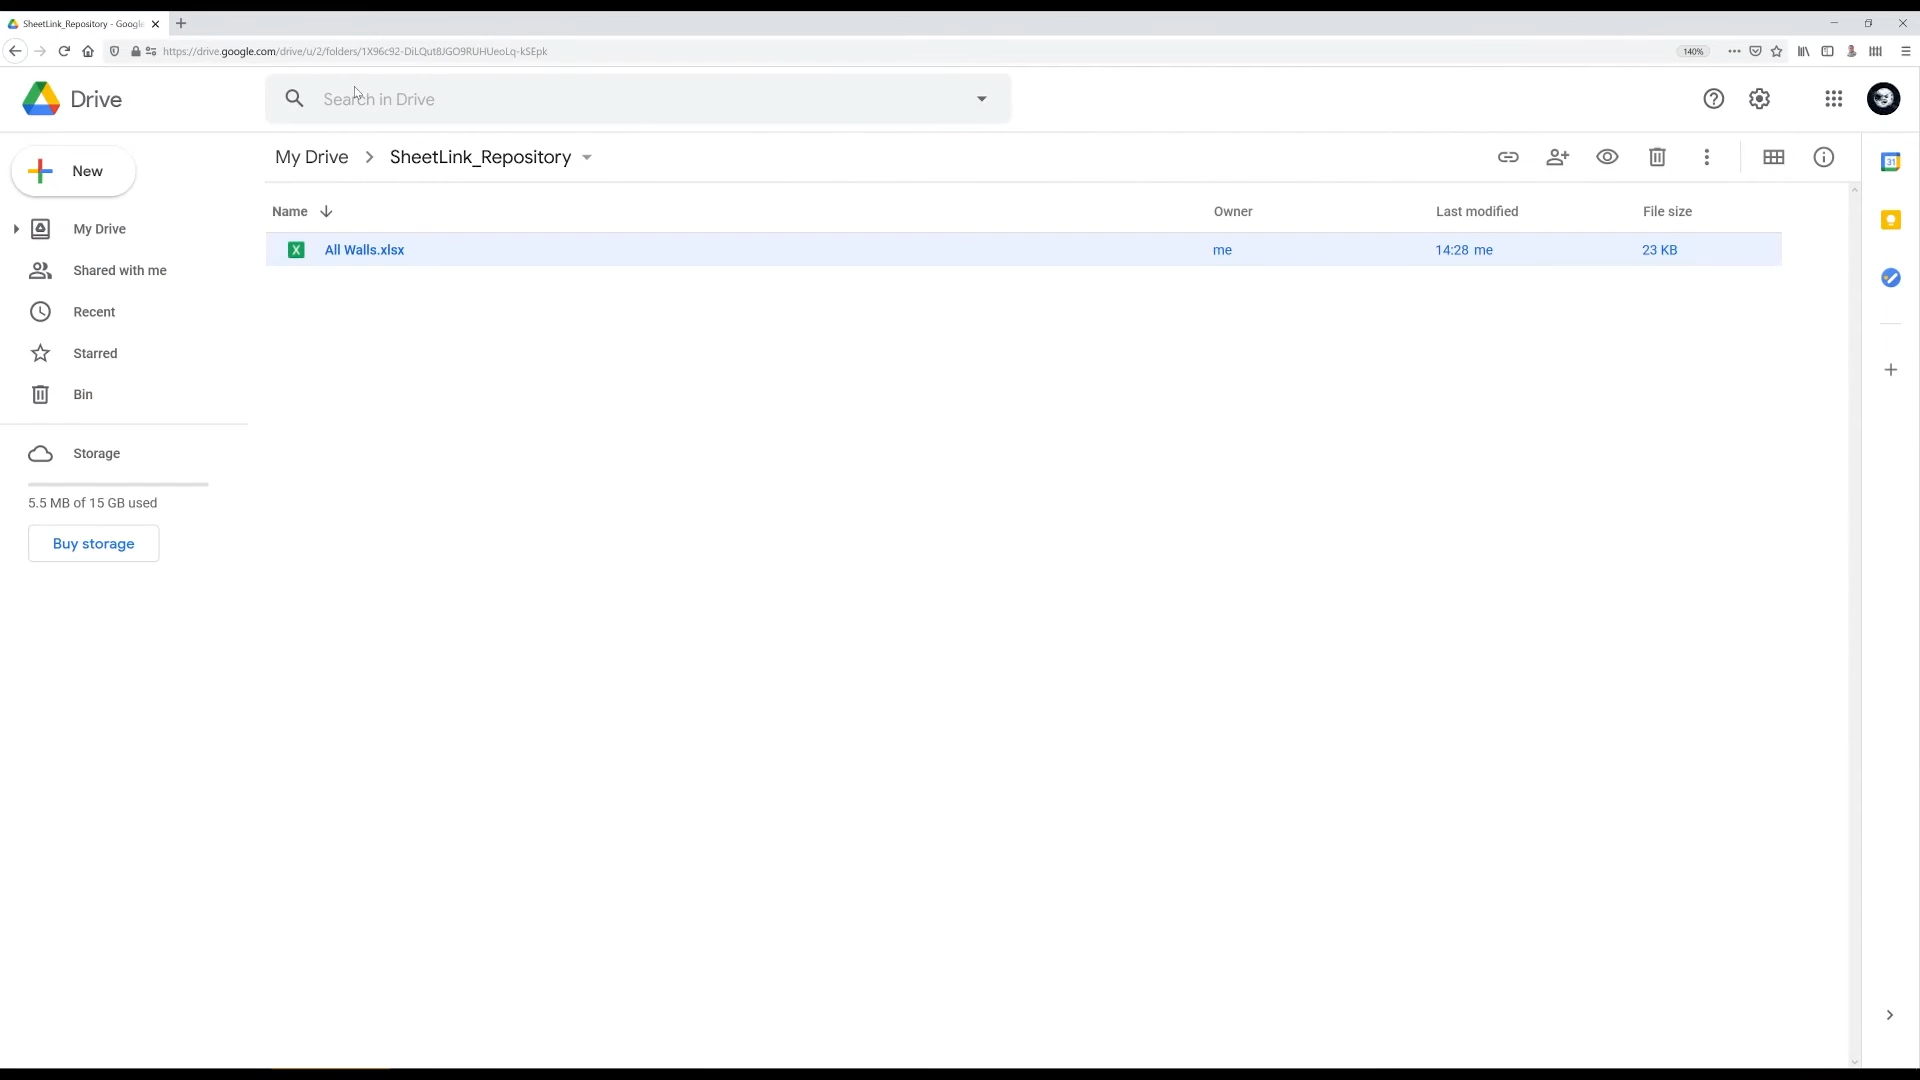 SheetLink_Repository - Google
https://drive.google.com/drive/u/2/folders/1X96c92-DiLQut8JGO9RUHUeoLq-kSEpk
140%
Drive
Search in Drive
New
My Drive
Shared with me
Recent
Starred
Bin
Storage
5.5 MB of 15 GB used
Buy storage
My Drive > SheetLink_Repository
Name Owner Last modified File size
X All Walls.xlsx me 14:28 me 23 KB
31